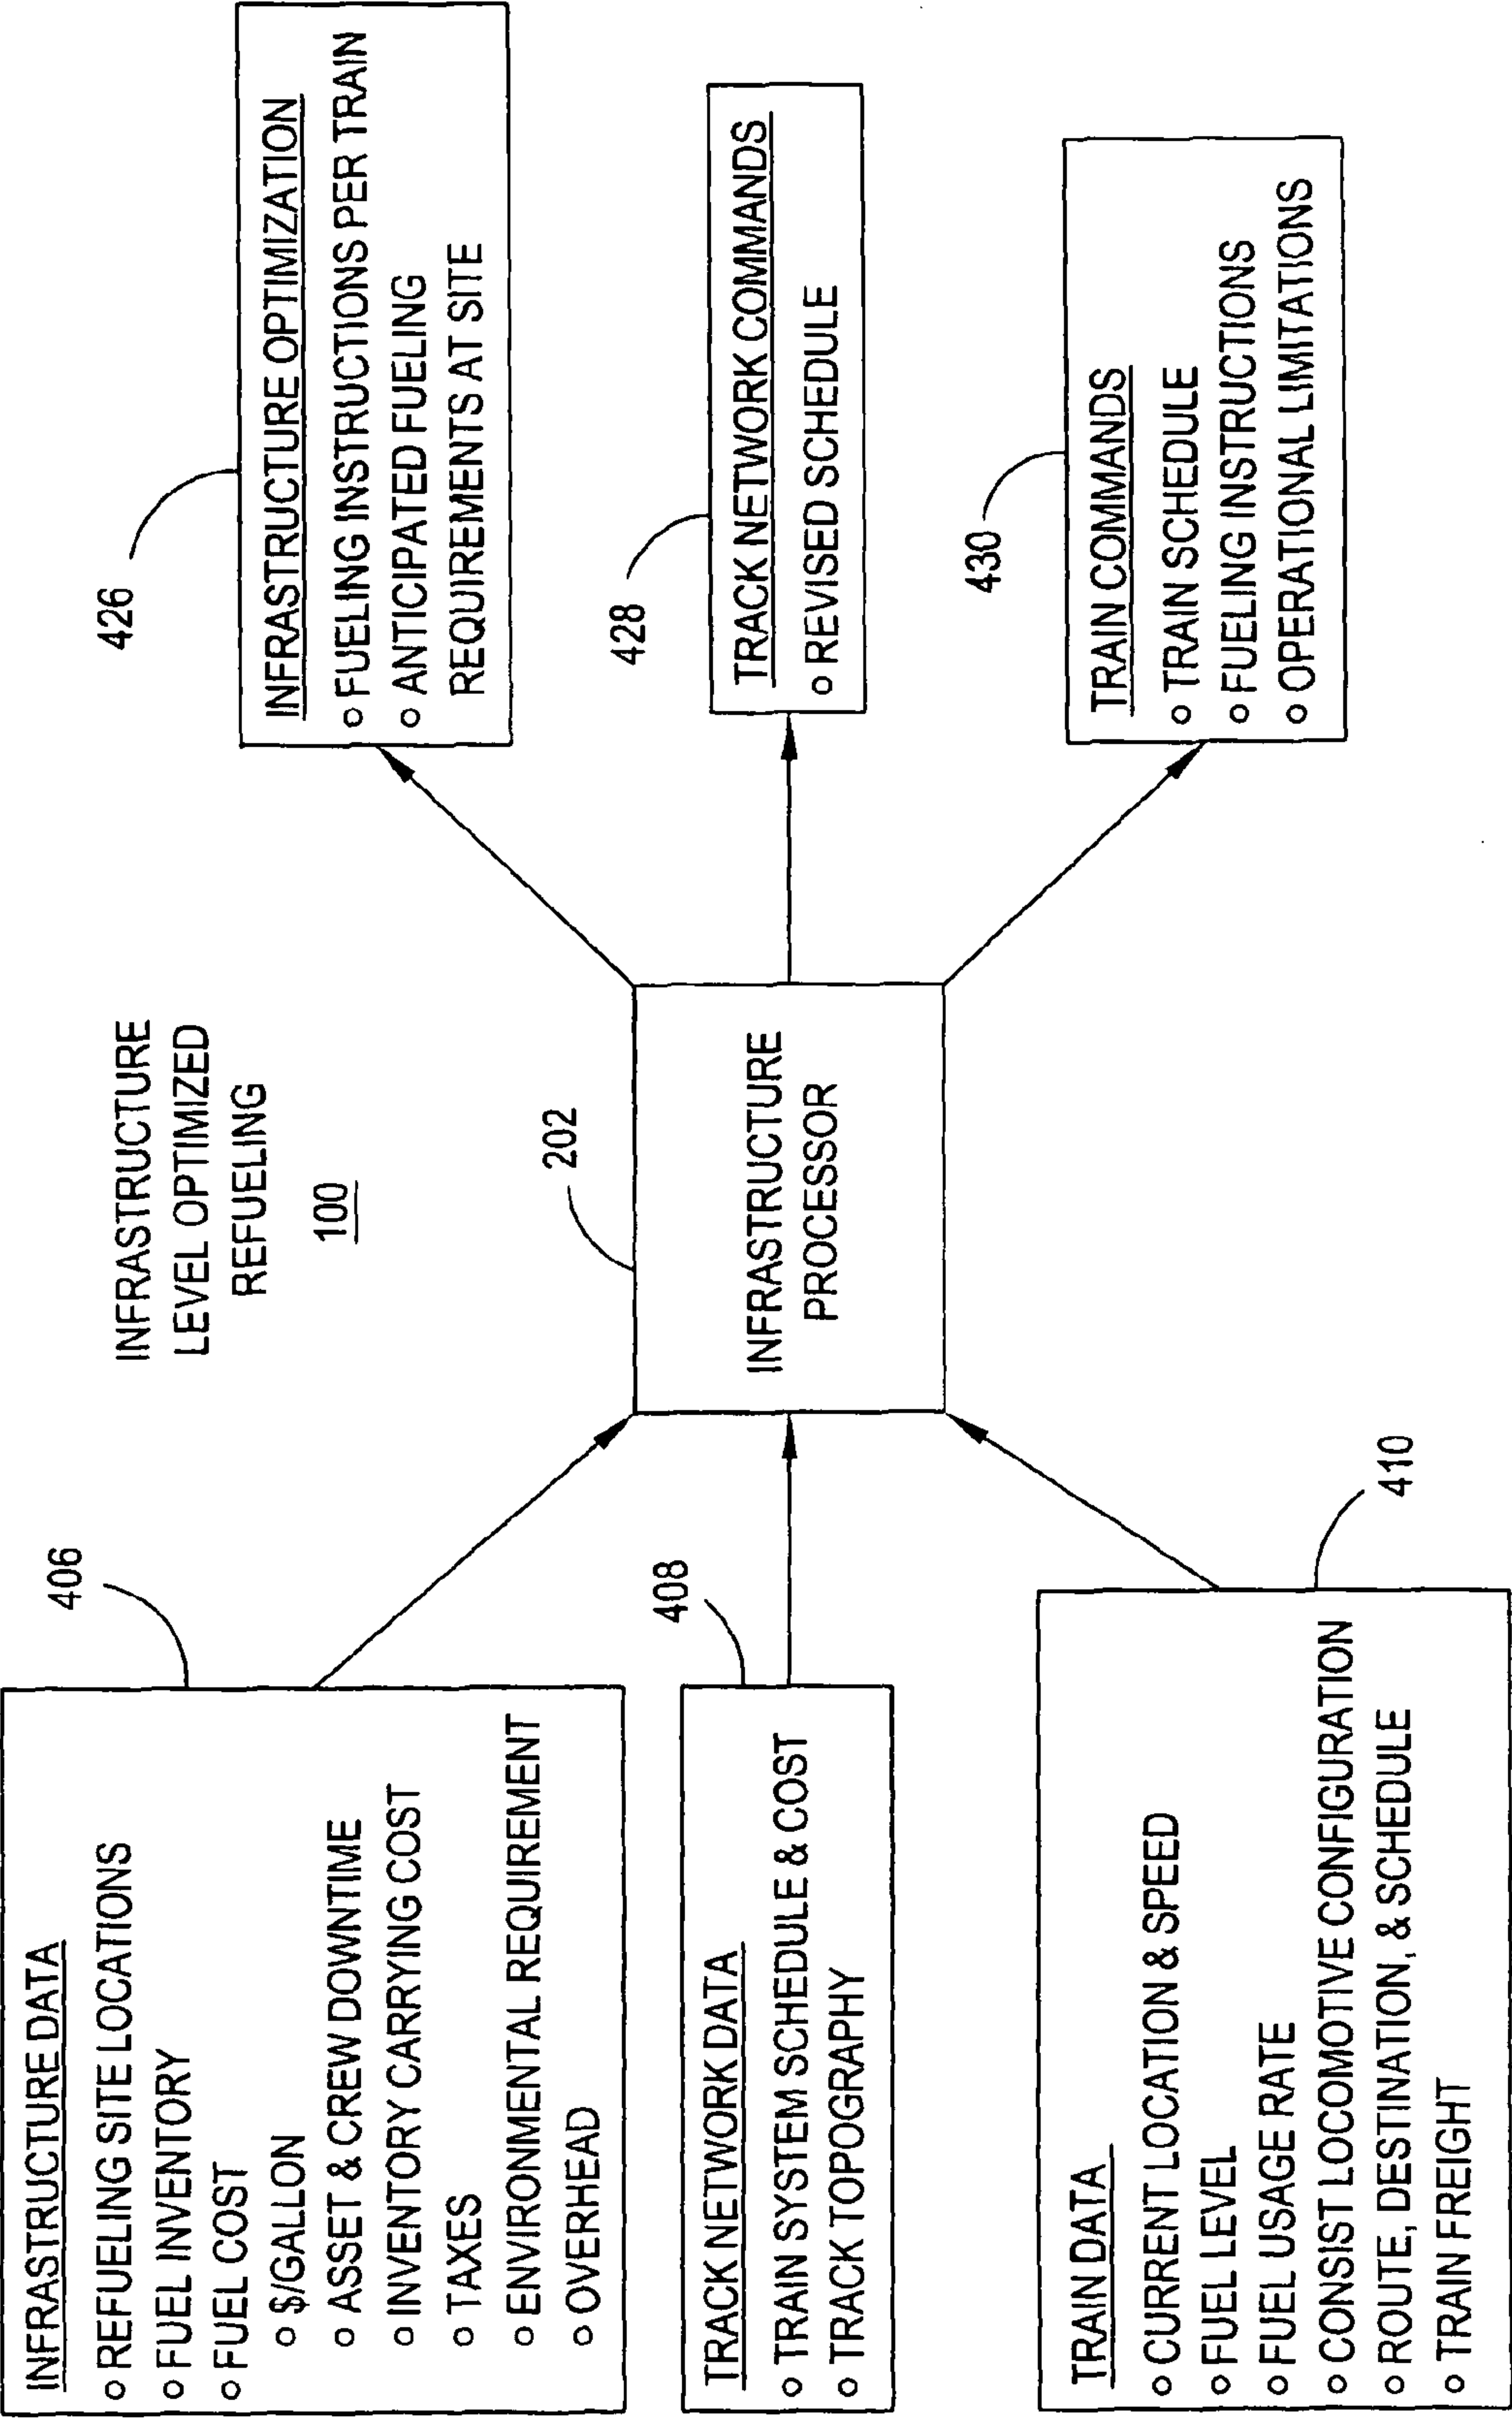 INFRASTRUCTURE
LEVEL OPTIMIZED
REFUELING
100
406
INFRASTRUCTURE DATA
○ REFUELING SITE LOCATIONS
○ FUEL INVENTORY
○ FUEL COST
○ $/GALLON
○ ASSET & CREW DOWNTIME
○ INVENTORY CARRYING COST
○ TAXES
○ ENVIRONMENTAL REQUIREMENT
○ OVERHEAD
408
TRACK NETWORK DATA
○ TRAIN SYSTEM SCHEDULE & COST
○ TRACK TOPOGRAPHY
410
TRAIN DATA
○ CURRENT LOCATION & SPEED
○ FUEL LEVEL
○ FUEL USAGE RATE
○ CONSIST LOCOMOTIVE CONFIGURATION
○ ROUTE, DESTINATION, & SCHEDULE
○ TRAIN FREIGHT
202
INFRASTRUCTURE
PROCESSOR
426
INFRASTRUCTURE OPTIMIZATION
○ FUELING INSTRUCTIONS PER TRAIN
○ ANTICIPATED FUELING
REQUIREMENTS AT SITE
428
TRACK NETWORK COMMANDS
○ REVISED SCHEDULE
430
TRAIN COMMANDS
○ TRAIN SCHEDULE
○ FUELING INSTRUCTIONS
○ OPERATIONAL LIMITATIONS